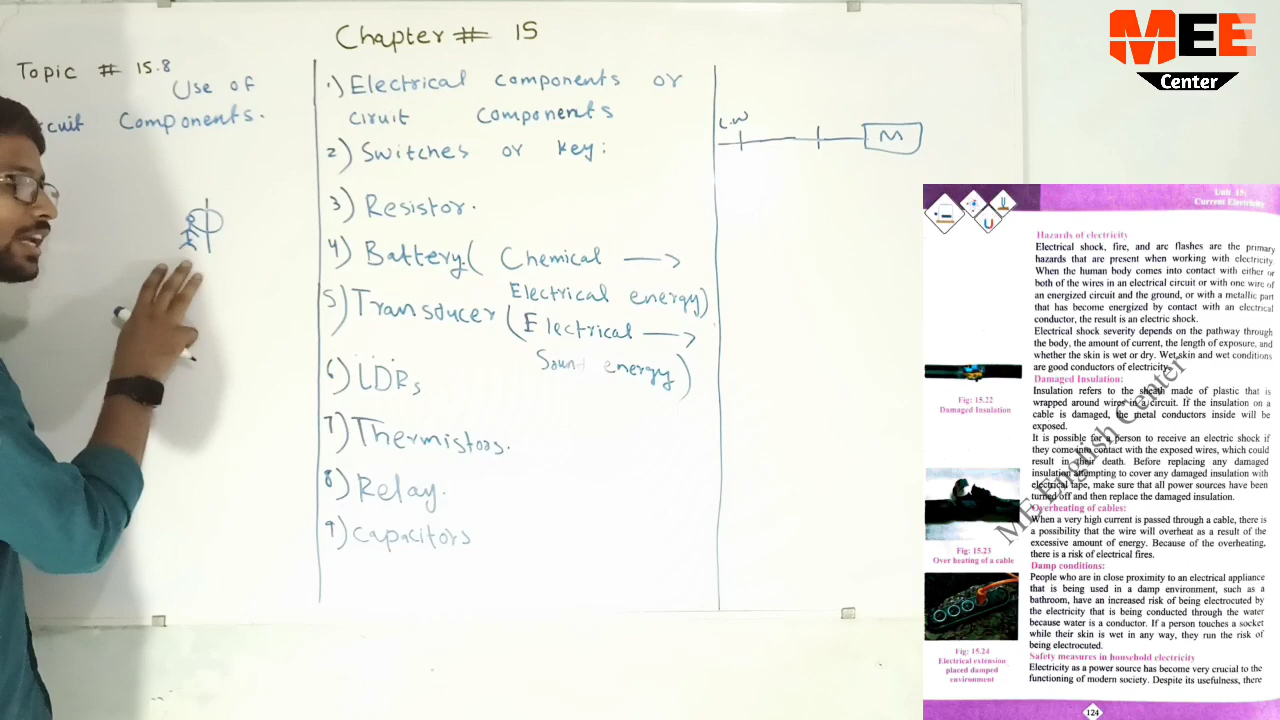 Chapter # 15
Topic # 15.8
Use of
Components.
1) Electrical components or
ciruit components
2) Switches or key:
3) Resistor.
4) Battery ( Chemical →
Electrical energy)
5) Transducer ( Electrical →
Sound energy)
6) LDRs
7) Thermistors.
8) Relay.
9) Capacitors
L.W
M
MEE
Center
Unit 15:
Current Electricity
Hazards of electricity
Electrical shock, fire, and arc flashes are the primary
hazards that are present when working with electricity.
When the human body comes into contact with either or
both of the wires in an electrical circuit or with one wire of
an energized circuit and the ground, or with a metallic part
that has become energized by contact with an electrical
conductor, the result is an electric shock.
Electrical shock severity depends on the pathway through
the body, the amount of current, the length of exposure, and
whether the skin is wet or dry. Wet skin and wet conditions
are good conductors of electricity.
Damaged Insulation:
Insulation refers to the sheath made of plastic that is
wrapped around wires in a circuit. If the insulation on a
cable is damaged, the metal conductors inside will be
exposed.
It is possible for a person to receive an electric shock if
they come into contact with the exposed wires, which could
result in their death. Before replacing any damaged
insulation attempting to cover any damaged insulation with
electrical tape, make sure that all power sources have been
turned off and then replace the damaged insulation.
Overheating of cables:
When a very high current is passed through a cable, there is
a possibility that the wire will overheat as a result of the
excessive amount of energy. Because of the overheating,
there is a risk of electrical fires.
Damp conditions:
People who are in close proximity to an electrical appliance
that is being used in a damp environment, such as a
bathroom, have an increased risk of being electrocuted by
the electricity that is being conducted through the water
because water is a conductor. If a person touches a socket
while their skin is wet in any way, they run the risk of
being electrocuted.
Safety measures in household electricity
Electricity as a power source has become very crucial to the
functioning of modern society. Despite its usefulness, there
Fig: 15.22
Damaged Insulation
Fig: 15.23
Over heating of a cable
Fig: 15.24
Electrical extension
placed damped
environment
124
English Center